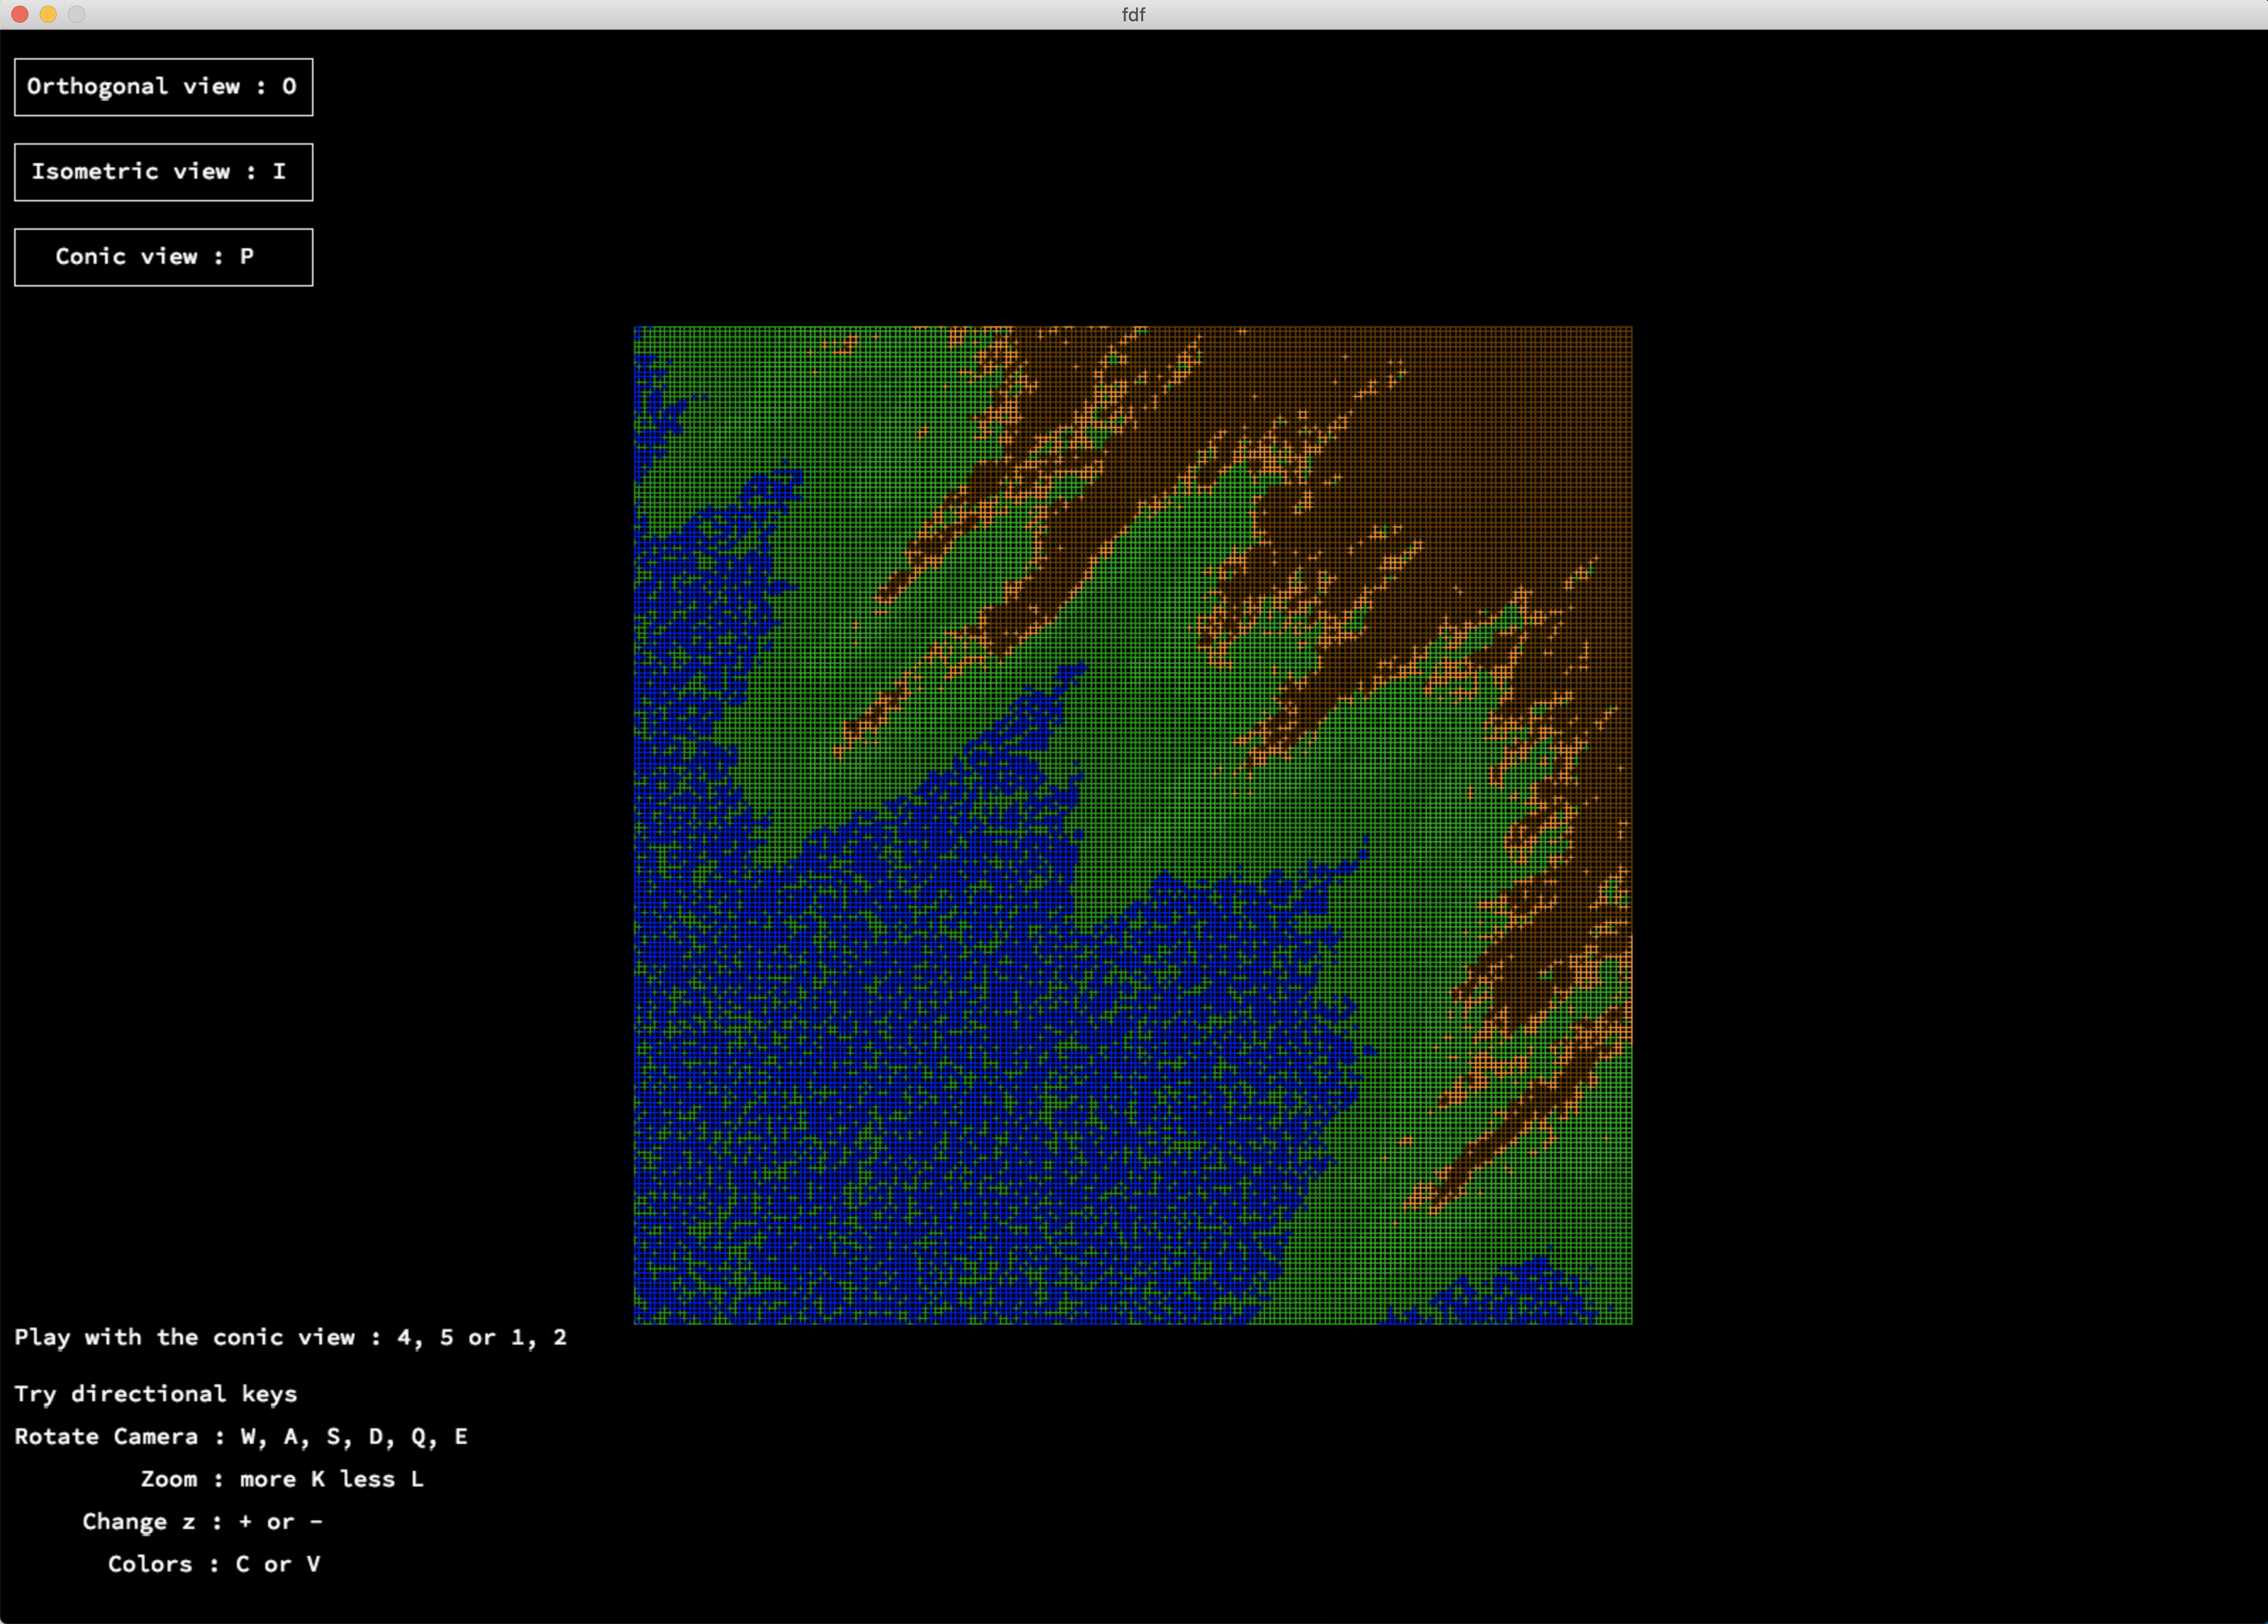 fdf
Orthogonal view : O
Isometric view : I
Conic view : P
Play with the conic view : 4, 5 or 1, 2
Try directional keys
Rotate Camera : W, A, S, D, Q, E
Zoom : more K less L
Change z : + or -
Colors : C or V